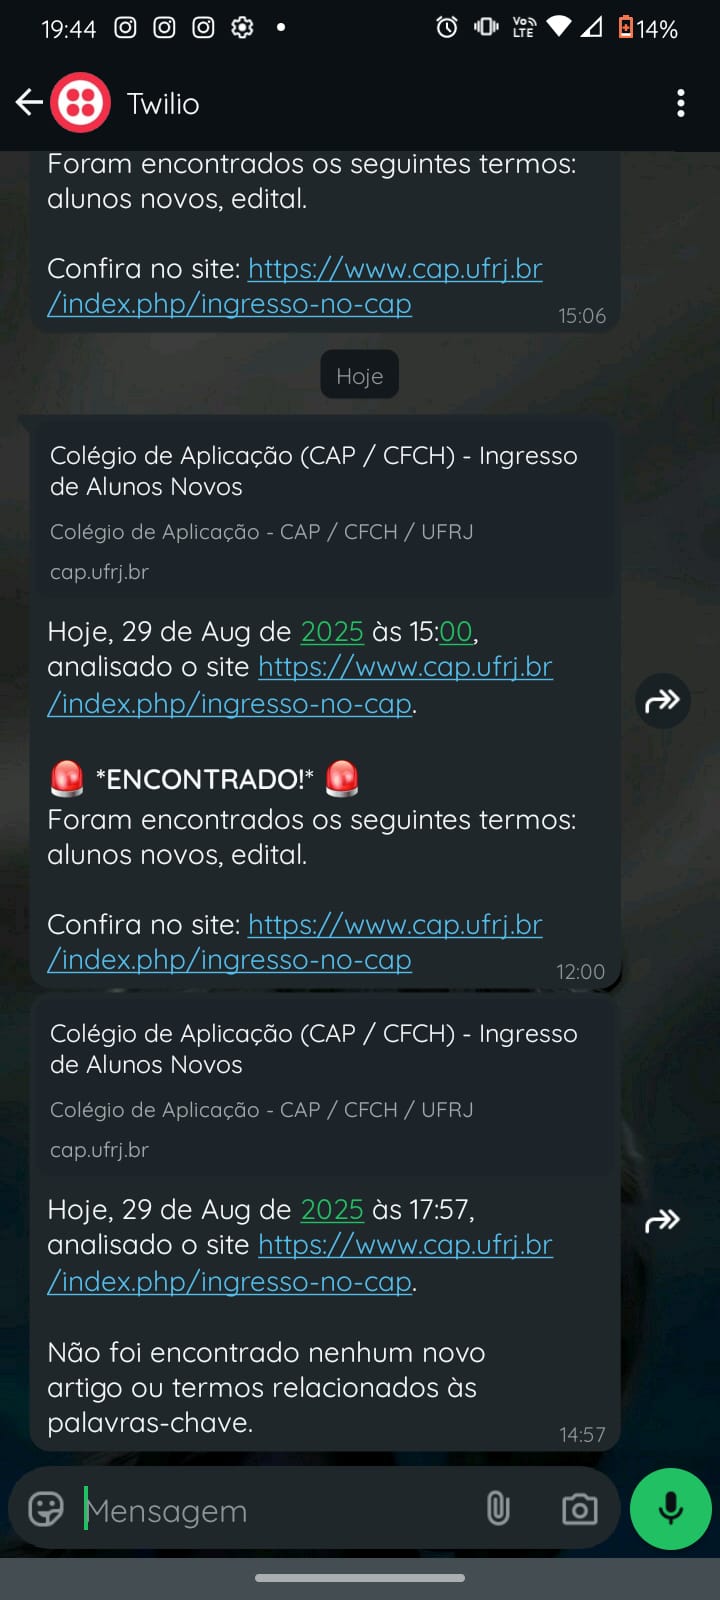 19:44
Vo)) LTE
14%
Twilio
Foram encontrados os seguintes termos:
alunos novos, edital.
Confira no site: https://www.cap.ufrj.br
/index.php/ingresso-no-cap
15:06
Hoje
Colégio de Aplicação (CAP / CFCH) - Ingresso
de Alunos Novos
Colégio de Aplicação - CAP / CFCH / UFRJ
cap.ufrj.br
Hoje, 29 de Aug de 2025 às 15:00,
analisado o site https://www.cap.ufrj.br
/index.php/ingresso-no-cap.
🚨 *ENCONTRADO!* 🚨
Foram encontrados os seguintes termos:
alunos novos, edital.
Confira no site: https://www.cap.ufrj.br
/index.php/ingresso-no-cap
12:00
Colégio de Aplicação (CAP / CFCH) - Ingresso
de Alunos Novos
Colégio de Aplicação - CAP / CFCH / UFRJ
cap.ufrj.br
Hoje, 29 de Aug de 2025 às 17:57,
analisado o site https://www.cap.ufrj.br
/index.php/ingresso-no-cap.
Não foi encontrado nenhum novo
artigo ou termos relacionados às
palavras-chave.
14:57
Mensagem